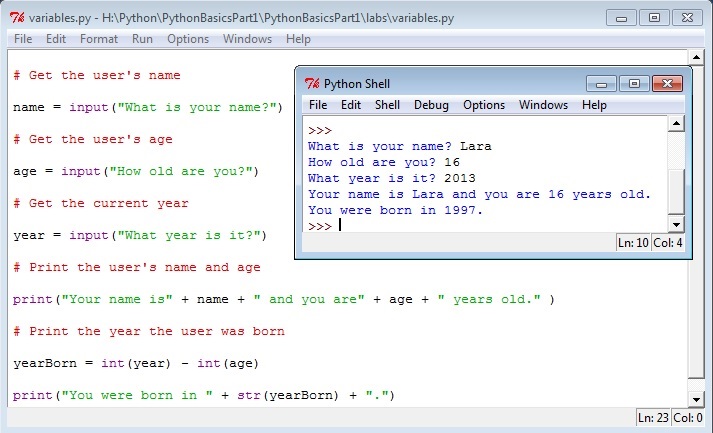 variables.py - H:\Python\PythonBasicsPart1\PythonBasicsPart1\labs\variables.py
File Edit Format Run Options Windows Help
# Get the user's name
name = input("What is your name?")
# Get the user's age
age = input("How old are you?")
# Get the current year
year = input("What year is it?")
# Print the user's name and age
print("Your name is" + name + " and you are" + age + " years old." )
# Print the year the user was born
yearBorn = int(year) - int(age)
print("You were born in " + str(yearBorn) + ".")
Ln: 23 Col: 0
Python Shell
File Edit Shell Debug Options Windows Help
>>>
What is your name? Lara
How old are you? 16
What year is it? 2013
Your name is Lara and you are 16 years old.
You were born in 1997.
>>>
Ln: 10 Col: 4